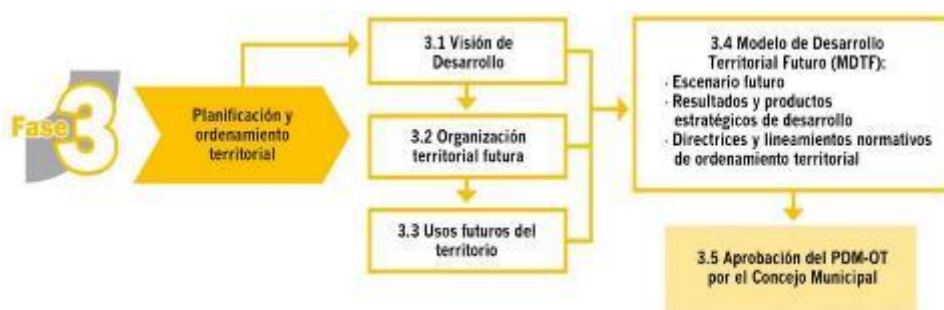 Fase 3
Planificación y
ordenamiento
territorial
3.1 Visión de
Desarrollo
3.2 Organización
territorial futura
3.3 Usos futuros del
territorio
3.4 Modelo de Desarrollo
Territorial Futuro (MDTF):
· Escenario futuro
· Resultados y productos
estratégicos de desarrollo
· Directrices y lineamientos normativos
de ordenamiento territorial
3.5 Aprobación del PDM-OT
por el Concejo Municipal